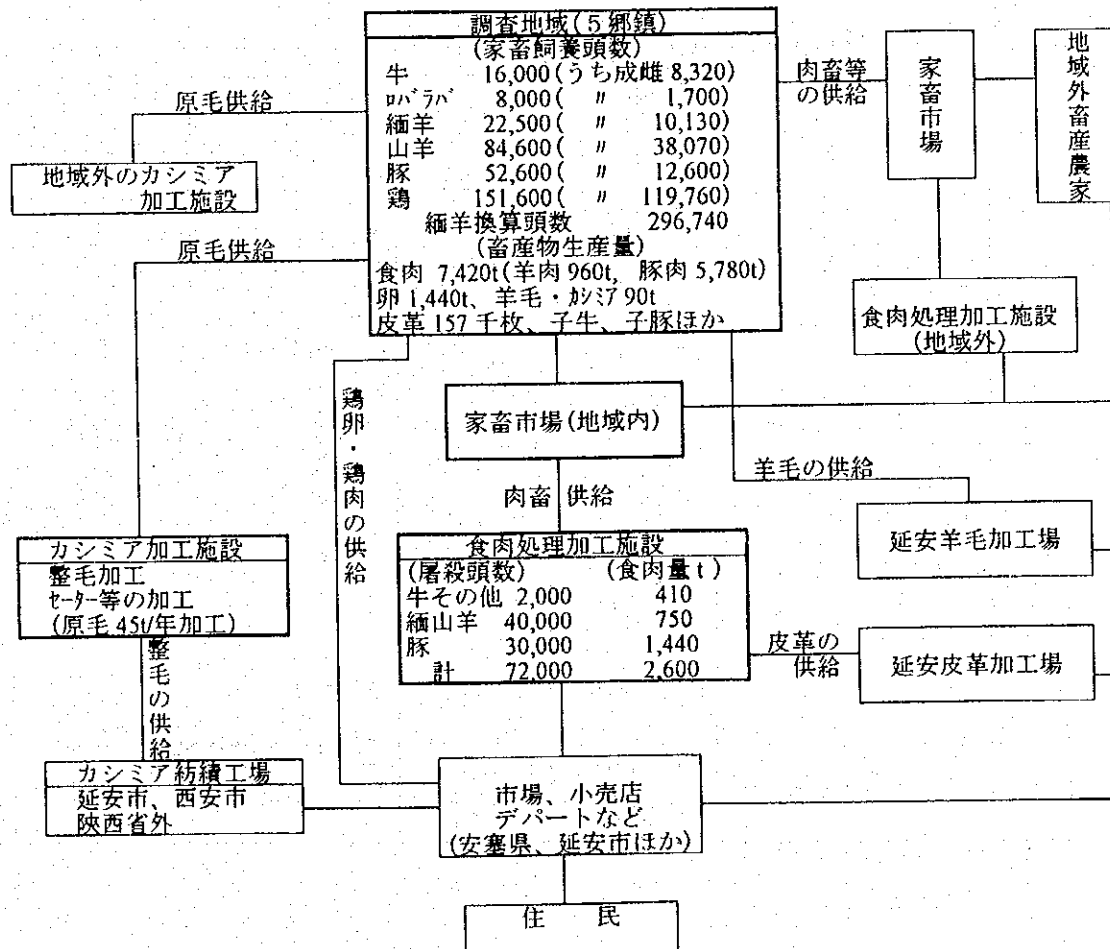 調査地域(5郷鎮)
(家畜飼養頭数)
牛 16,000(うち成雌 8,320)
ロバラバ 8,000( 〃 1,700)
緬羊 22,500( 〃 10,130)
山羊 84,600( 〃 38,070)
豚 52,600( 〃 12,600)
鶏 151,600( 〃 119,760)
緬羊換算頭数 296,740
(畜産物生産量)
食肉 7,420t(羊肉 960t, 豚肉 5,780t)
卵 1,440t、羊毛・カシミア 90t
皮革 157 千枚、子牛、子豚ほか
原毛供給
地域外のカシミア
加工施設
原毛供給
肉畜等
の供給
家畜市場
地域外畜産農家
食肉処理加工施設
(地域外)
鶏卵・鶏肉の供給
家畜市場(地域内)
羊毛の供給
肉畜 供給
延安羊毛加工場
カシミア加工施設
整毛加工
セーター等の加工
(原毛 45t/年加工)
食肉処理加工施設
(屠殺頭数) (食肉量 t)
牛その他 2,000 410
緬山羊 40,000 750
豚 30,000 1,440
計 72,000 2,600
皮革の
供給
延安皮革加工場
整毛の供給
カシミア紡績工場
延安市、西安市
陝西省外
市場、小売店
デパートなど
(安塞県、延安市ほか)
住 民